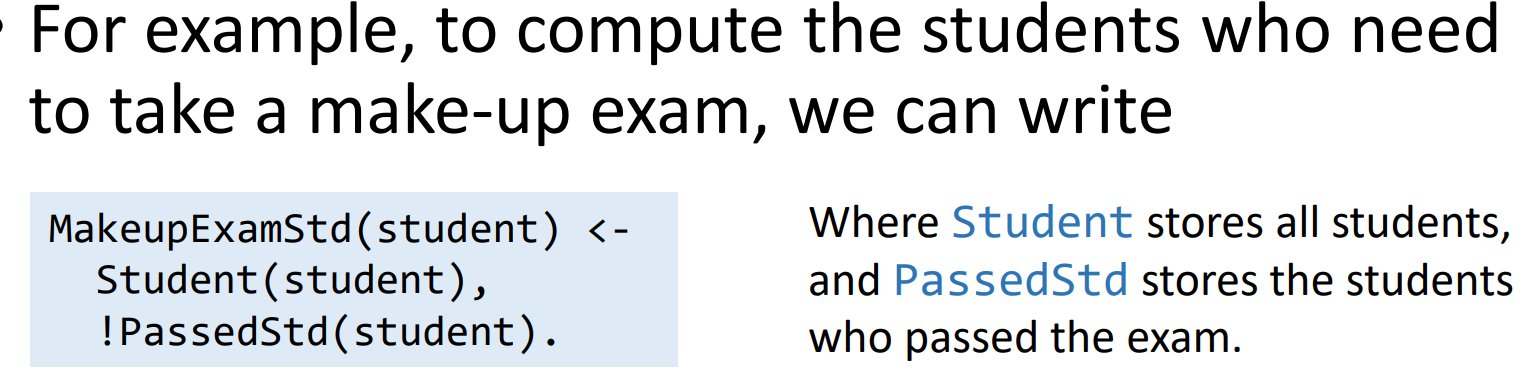 • For example, to compute the students who need
to take a make-up exam, we can write
MakeupExamStd(student) <-
Student(student),
!PassedStd(student).
Where Student stores all students,
and PassedStd stores the students
who passed the exam.